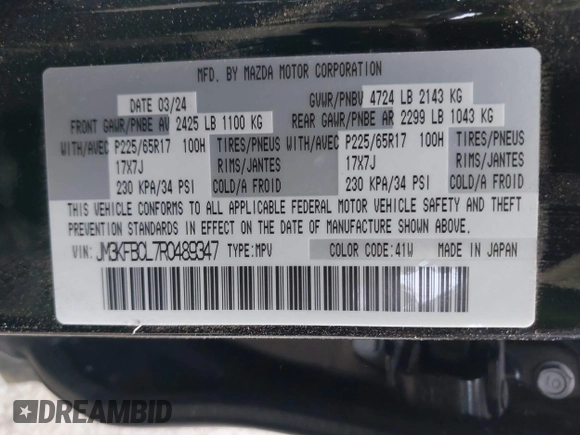 MFD. BY MAZDA MOTOR CORPORATION
DATE 03/24 GVWR/PNBV 4724 LB 2143 KG
FRONT GAWR/PNBE AV 2425 LB 1100 KG REAR GAWR/PNBE AR 2299 LB 1043 KG
WITH/AVEC P225/65R17 100H TIRES/PNEUS WITH/AVEC P225/65R17 100H TIRES/PNEUS
17X7J RIMS/JANTES 17X7J RIMS/JANTES
230 KPA/34 PSI COLD/A FROID 230 KPA/34 PSI COLD/A FROID
THIS VEHICLE CONFORMS TO ALL APPLICABLE FEDERAL MOTOR VEHICLE SAFETY AND THEFT
PREVENTION STANDARDS IN EFFECT ON THE DATE OF MANUFACTURE SHOWN ABOVE.
VIN: JM3KFBCL7R0489347 TYPE:MPV COLOR CODE:41W MADE IN JAPAN
DREAMBID